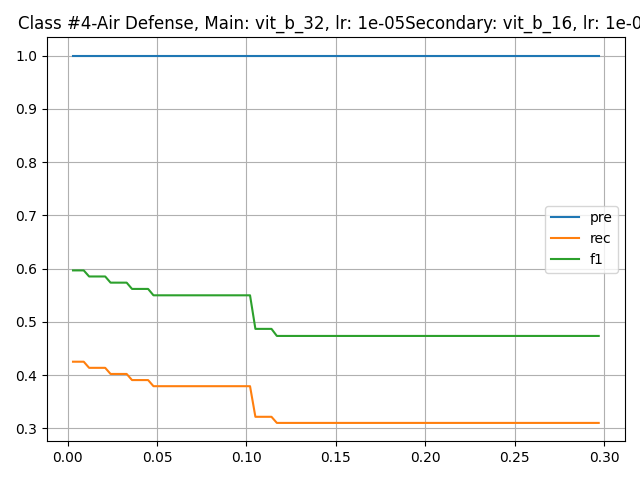 Class #4-Air Defense, Main: vit_b_32, lr: 1e-05Secondary: vit_b_16, lr: 1e-0
1.0
0.9
0.8
0.7
0.6
0.5
0.4
0.3
pre
rec
f1
0.00 0.05 0.10 0.15 0.20 0.25 0.30